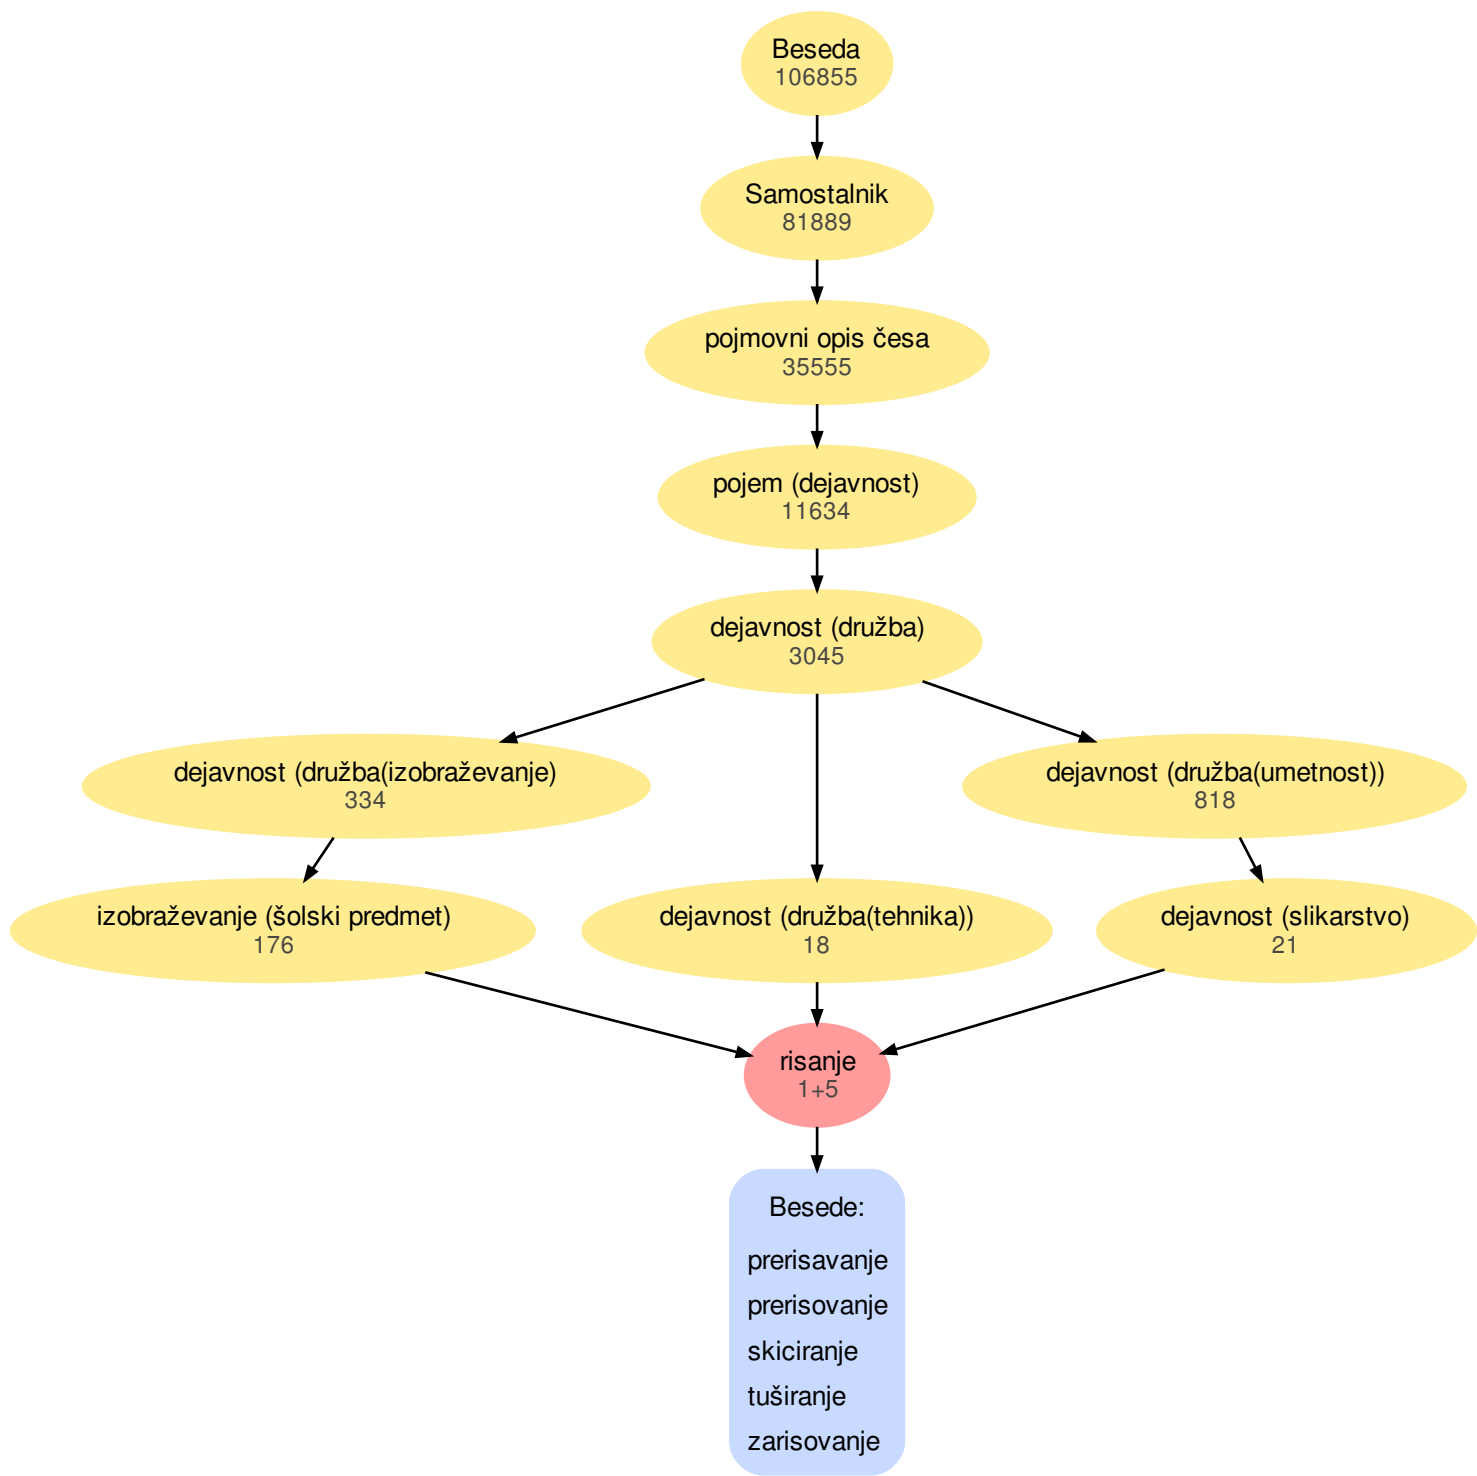 Beseda
106855
Samostalnik
81889
pojmovni opis česa
35555
pojem (dejavnost)
11634
dejavnost (družba)
3045
dejavnost (družba(izobraževanje)
334
dejavnost (družba(umetnost))
818
izobraževanje (šolski predmet)
176
dejavnost (družba(tehnika))
18
dejavnost (slikarstvo)
21
risanje
1+5
Besede:
prerisavanje
prerisovanje
skiciranje
tuširanje
zarisovanje